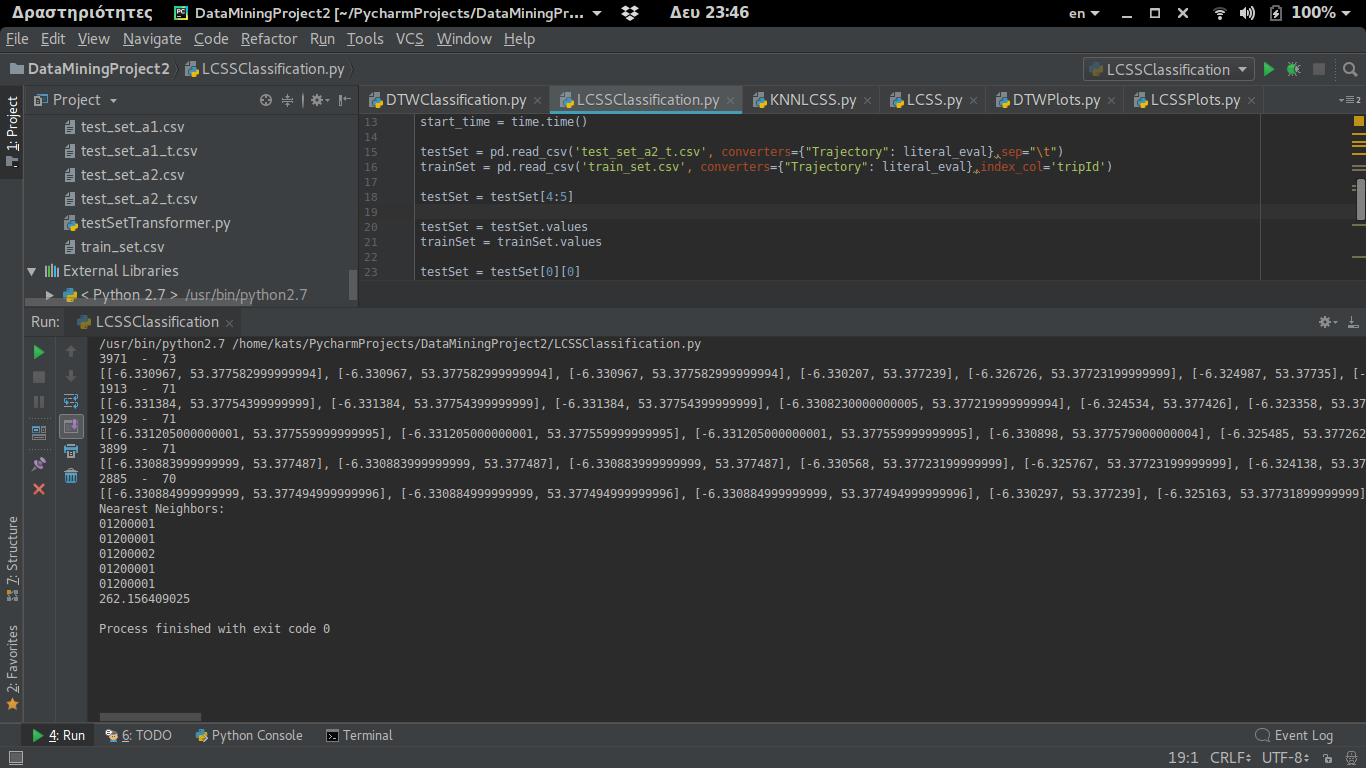 Δραστηριότητες DataMiningProject2 [~/PycharmProjects/DataMiningPr... Δευ 23:46 en 100%
File Edit View Navigate Code Refactor Run Tools VCS Window Help
DataMiningProject2 LCSSClassification.py LCSSClassification
1: Project
Project
test_set_a1.csv
test_set_a1_t.csv
test_set_a2.csv
test_set_a2_t.csv
testSetTransformer.py
train_set.csv
External Libraries
< Python 2.7 > /usr/bin/python2.7
DTWClassification.py LCSSClassification.py KNNLCSS.py LCSS.py DTWPlots.py LCSSPlots.py 2
13 start_time = time.time()
14
15 testSet = pd.read_csv('test_set_a2_t.csv', converters={"Trajectory": literal_eval},sep="\t")
16 trainSet = pd.read_csv('train_set.csv', converters={"Trajectory": literal_eval},index_col='tripId')
17
18 testSet = testSet[4:5]
19
20 testSet = testSet.values
21 trainSet = trainSet.values
22
23 testSet = testSet[0][0]
Run: LCSSClassification
/usr/bin/python2.7 /home/kats/PycharmProjects/DataMiningProject2/LCSSClassification.py
3971 - 73
[[-6.330967, 53.377582999999994], [-6.330967, 53.377582999999994], [-6.330967, 53.377582999999994], [-6.330207, 53.377239], [-6.326726, 53.37723199999999], [-6.324987, 53.37735], [-6
1913 - 71
[[-6.331384, 53.37754399999999], [-6.331384, 53.37754399999999], [-6.331384, 53.37754399999999], [-6.3308230000000005, 53.377219999999994], [-6.324534, 53.377426], [-6.323358, 53.37
1929 - 71
[[-6.331205000000001, 53.377559999999995], [-6.331205000000001, 53.377559999999995], [-6.331205000000001, 53.377559999999995], [-6.330898, 53.377579000000004], [-6.325485, 53.377262
3899 - 71
[[-6.330883999999999, 53.377487], [-6.330883999999999, 53.377487], [-6.330883999999999, 53.377487], [-6.330568, 53.37723199999999], [-6.325767, 53.37723199999999], [-6.324138, 53.37
2885 - 70
[[-6.330884999999999, 53.377494999999996], [-6.330884999999999, 53.377494999999996], [-6.330884999999999, 53.377494999999996], [-6.330297, 53.377239], [-6.325163, 53.37731899999999]
Nearest Neighbors:
01200001
01200001
01200002
01200001
01200001
262.156409025
Process finished with exit code 0
7: Structure
2: Favorites
4: Run 6: TODO Python Console Terminal Event Log
19:1 CRLF UTF-8